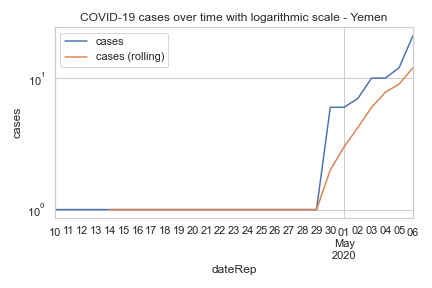 COVID-19 cases over time with logarithmic scale - Yemen
cases
cases (rolling)
10¹
10⁰
cases
10 11 12 13 14 15 16 17 18 19 20 21 22 23 24 25 26 27 28 29 30 01 02 03 04 05 06
May
2020
dateRep